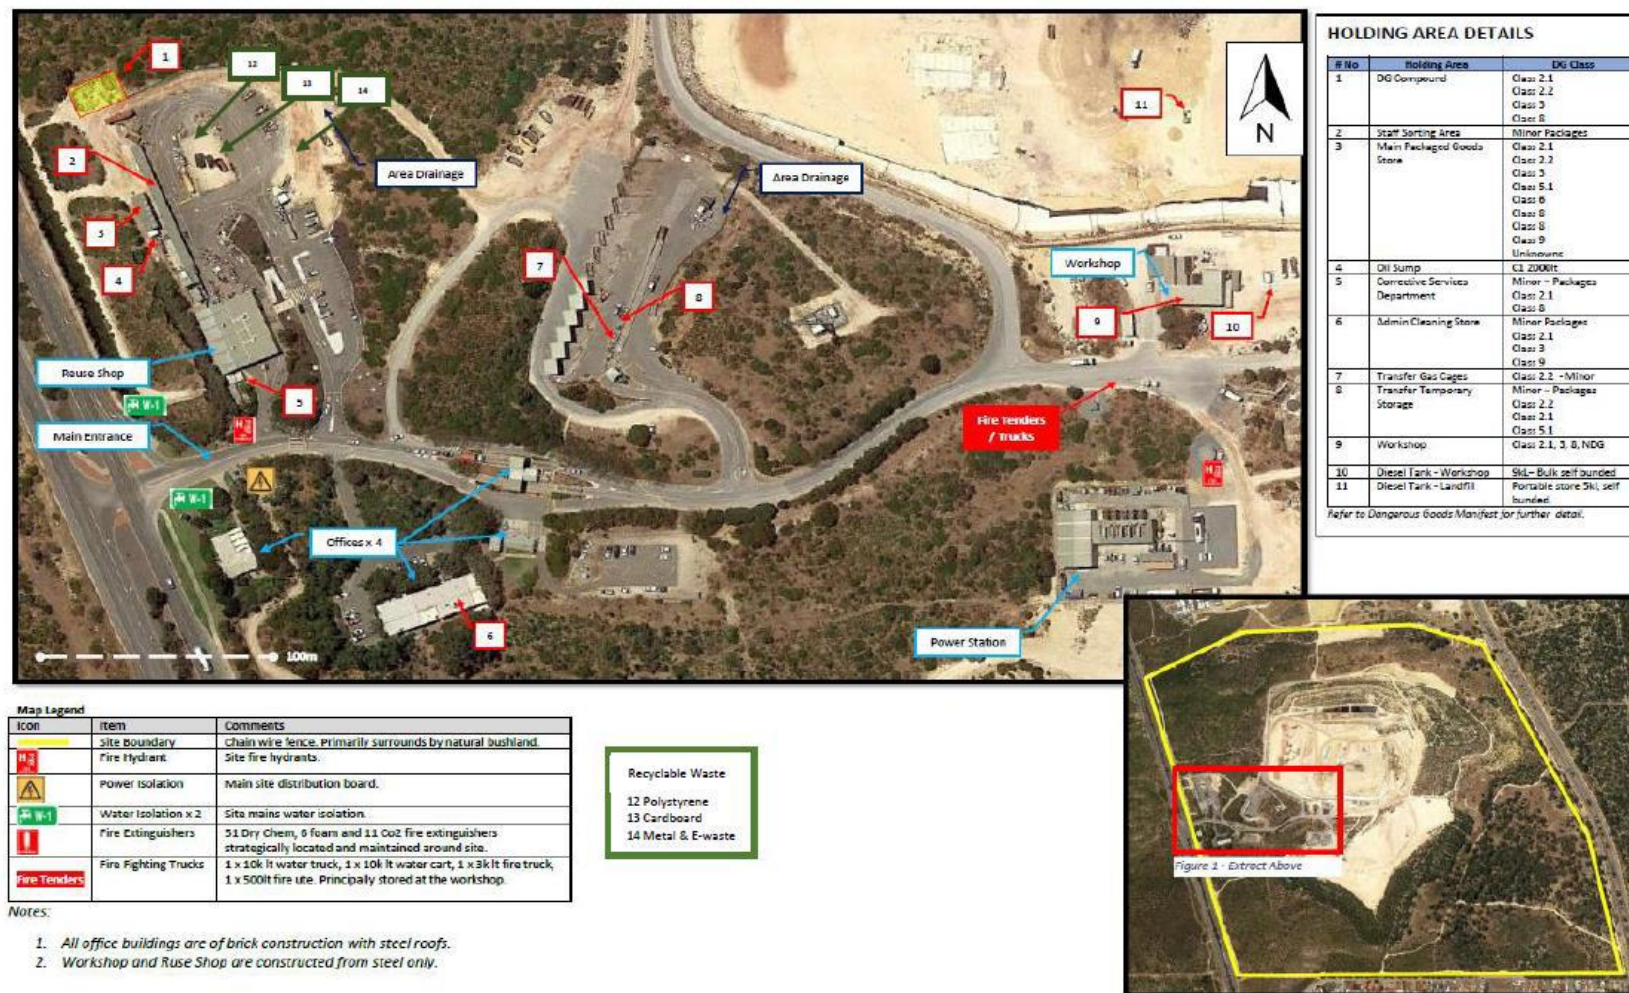 1
12
13
14
11
N
2
Area Drainage
Area Drainage
3
4
7
8
Workshop
9
10
Reuse Shop
5
W-1
Main Entrance
H
Fire Tenders
/ Trucks
H
W-1
Offices x 4
6
Power Station
100m
HOLDING AREA DETAILS
# No Holding Area DG Class
1 DG Compound Class 2.1
Class 2.2
Class 3
Class 8
2 Staff Sorting Area Minor Packages
3 Main Packaged Goods Store Class 2.1
Class 2.2
Class 3
Class 5.1
Class 6
Class 8
Class 8
Class 9
Unknowns
4 Oil Sump C1 2000lt
5 Corrective Services Department Minor – Packages
Class 2.1
Class 8
6 Admin Cleaning Store Minor Packages
Class 2.1
Class 3
Class 9
7 Transfer Gas Cages Class 2.2 - Minor
8 Transfer Temporary Storage Minor – Packages
Class 2.2
Class 2.1
Class 5.1
9 Workshop Class 2.1, 3, 8, NDG
10 Diesel Tank - Workshop 9kL– Bulk self bunded
11 Diesel Tank - Landfill Portable store 5kl, self bunded
Refer to Dangerous Goods Manifest for further detail.
Map Legend
Icon Item Comments
Site Boundary Chain wire fence. Primarily surrounds by natural bushland.
H Fire Hydrant Site fire hydrants.
Power Isolation Main site distribution board.
W-1 Water Isolation x 2 Site mains water isolation.
Fire Extinguishers 51 Dry Chem, 6 foam and 11 Co2 fire extinguishers
strategically located and maintained around site.
Fire Tenders Fire Fighting Trucks 1 x 10k lt water truck, 1 x 10k lt water cart, 1 x 3k lt fire truck,
1 x 500lt fire ute. Principally stored at the workshop.
Recyclable Waste
12 Polystyrene
13 Cardboard
14 Metal & E-waste
Figure 1 - Extract Above
Notes:
1. All office buildings are of brick construction with steel roofs.
2. Workshop and Ruse Shop are constructed from steel only.